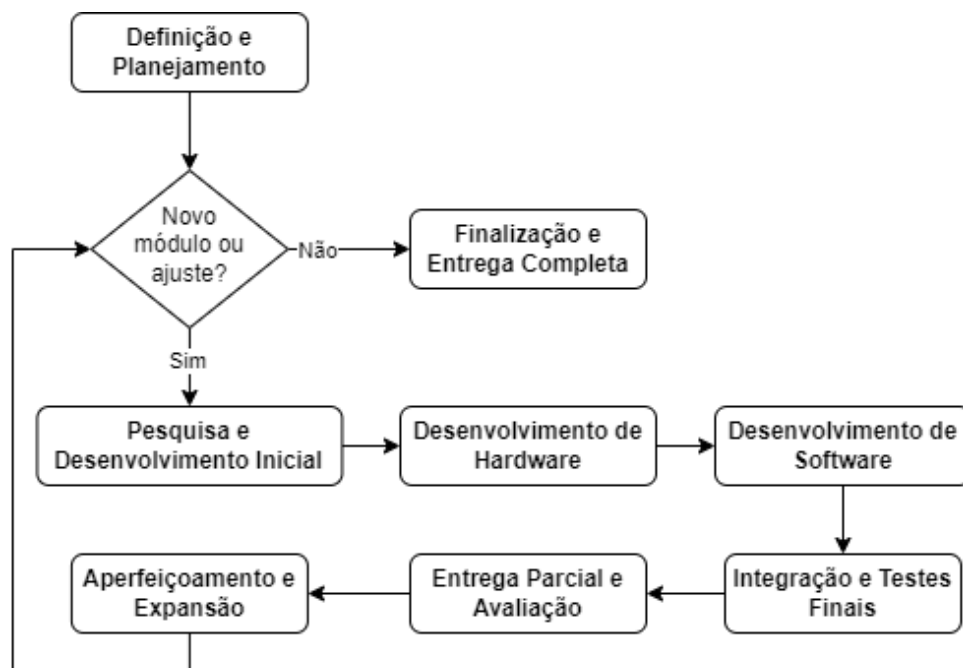 Definição e
Planejamento
Novo
módulo ou
ajuste?
Não
Finalização e
Entrega Completa
Sim
Pesquisa e
Desenvolvimento Inicial
Desenvolvimento de
Hardware
Desenvolvimento de
Software
Integração e Testes
Finais
Entrega Parcial e
Avaliação
Aperfeiçoamento e
Expansão